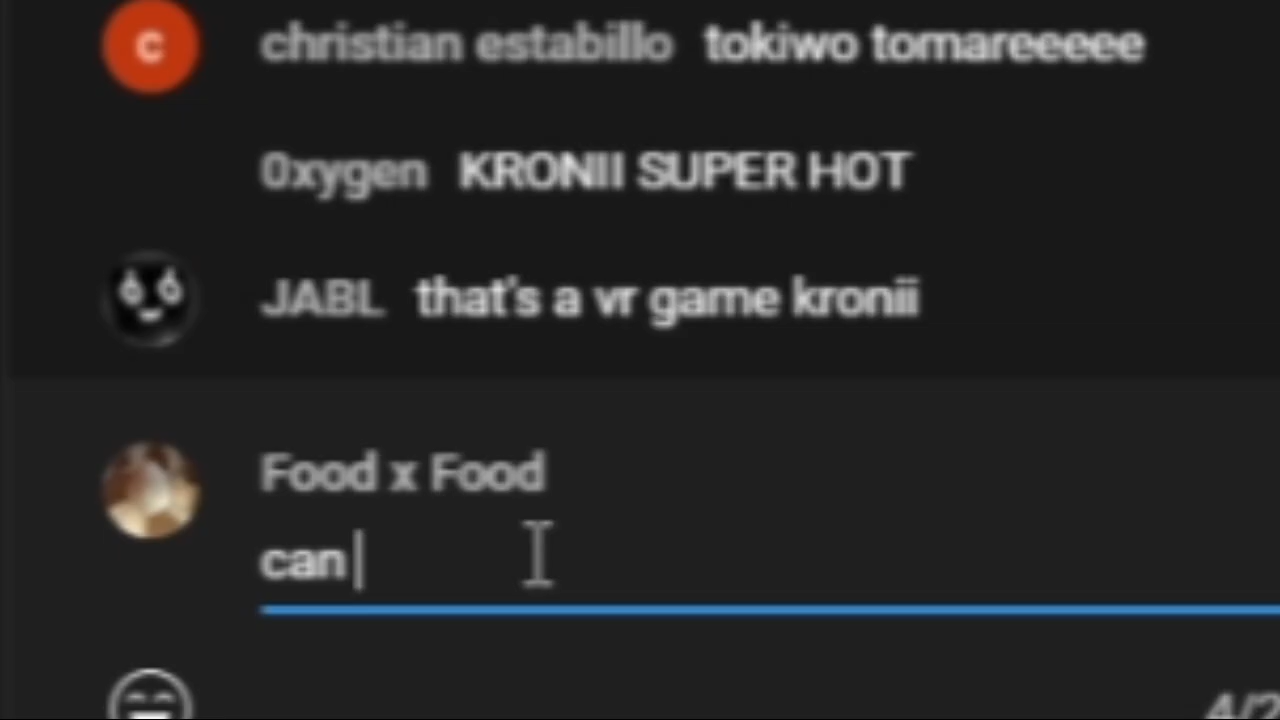 C christian estabillo tokiwo tomareeeee
0xygen KRONII SUPER HOT
JABL that's a vr game kronii
Food x Food
can